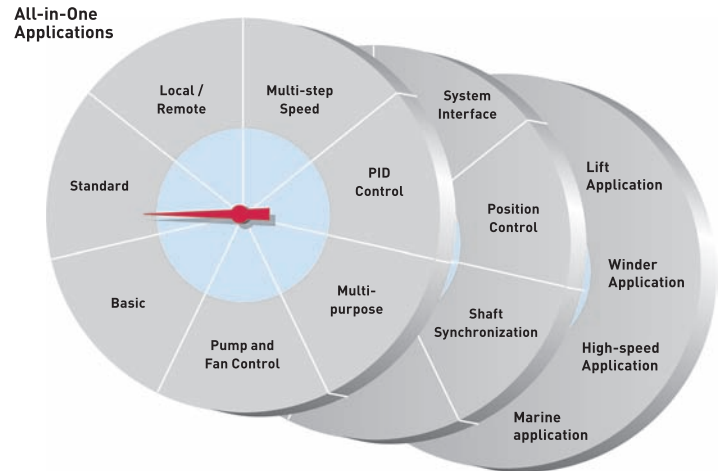 All-in-One
Applications
Local /
Remote
Multi-step
Speed
Standard
PID
Control
Basic
Multi-
purpose
Pump and
Fan Control
System
Interface
Position
Control
Shaft
Synchronization
Lift
Application
Winder
Application
High-speed
Application
Marine
application